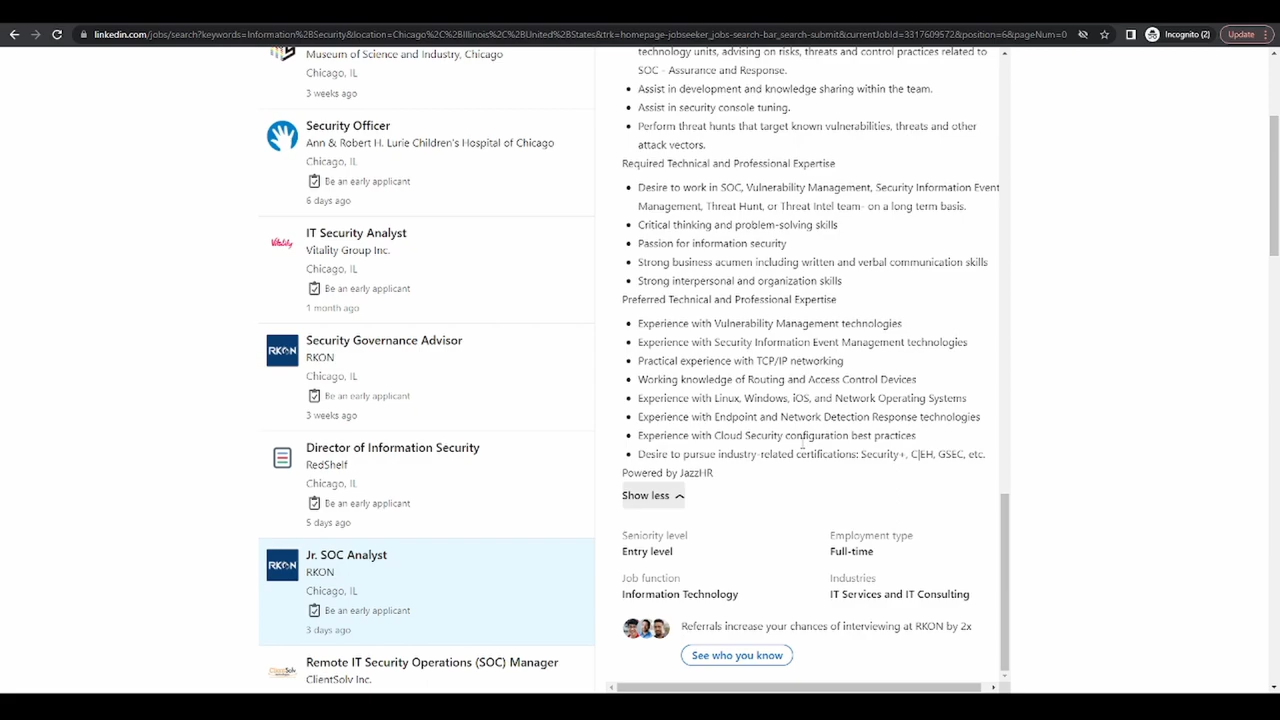 linkedin.com/jobs/search?keywords=Information%2BSecurity&location=Chicago%2C%2BIllinois%2C%2BUnited%2BStates&trk=homepage-jobseeker_jobs-search-bar_search-submit&currentJobId=3317609572&position=6&pageNum=0
Incognito (2)
Update
Museum of Science and Industry, Chicago
Chicago, IL
3 weeks ago
Security Officer
Ann & Robert H. Lurie Children's Hospital of Chicago
Chicago, IL
Be an early applicant
6 days ago
Vitality
IT Security Analyst
Vitality Group Inc.
Chicago, IL
Be an early applicant
1 month ago
RKON
Security Governance Advisor
RKON
Chicago, IL
Be an early applicant
3 weeks ago
Director of Information Security
RedShelf
Chicago, IL
Be an early applicant
5 days ago
RKON
Jr. SOC Analyst
RKON
Chicago, IL
Be an early applicant
3 days ago
ClientSolv
Remote IT Security Operations (SOC) Manager
ClientSolv Inc.
technology units, advising on risks, threats and control practices related to
SOC - Assurance and Response.
Assist in development and knowledge sharing within the team.
Assist in security console tuning.
Perform threat hunts that target known vulnerabilities, threats and other
attack vectors.
Required Technical and Professional Expertise
Desire to work in SOC, Vulnerability Management, Security Information Event
Management, Threat Hunt, or Threat Intel team- on a long term basis.
Critical thinking and problem-solving skills
Passion for information security
Strong business acumen including written and verbal communication skills
Strong interpersonal and organization skills
Preferred Technical and Professional Expertise
Experience with Vulnerability Management technologies
Experience with Security Information Event Management technologies
Practical experience with TCP/IP networking
Working knowledge of Routing and Access Control Devices
Experience with Linux, Windows, iOS, and Network Operating Systems
Experience with Endpoint and Network Detection Response technologies
Experience with Cloud Security configuration best practices
Desire to pursue industry-related certifications: Security+, C|EH, GSEC, etc.
Powered by JazzHR
Show less
Seniority level
Entry level
Employment type
Full-time
Job function
Information Technology
Industries
IT Services and IT Consulting
Referrals increase your chances of interviewing at RKON by 2x
See who you know